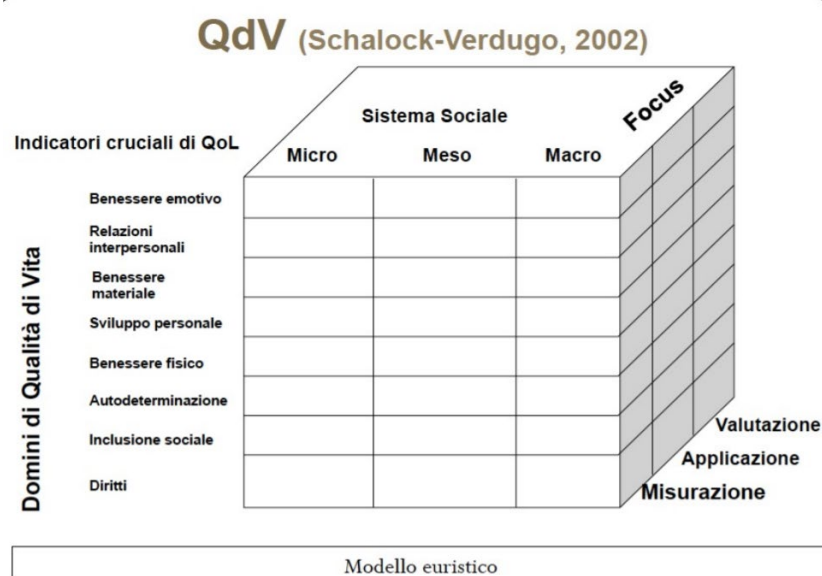 QdV (Schalock-Verdugo, 2002)
Sistema Sociale
Focus
Indicatori cruciali di QoL
Micro
Meso
Macro
Domini di Qualità di Vita
Benessere emotivo
Relazioni
interpersonali
Benessere
materiale
Sviluppo personale
Benessere fisico
Autodeterminazione
Inclusione sociale
Diritti
Valutazione
Applicazione
Misurazione
Modello euristico